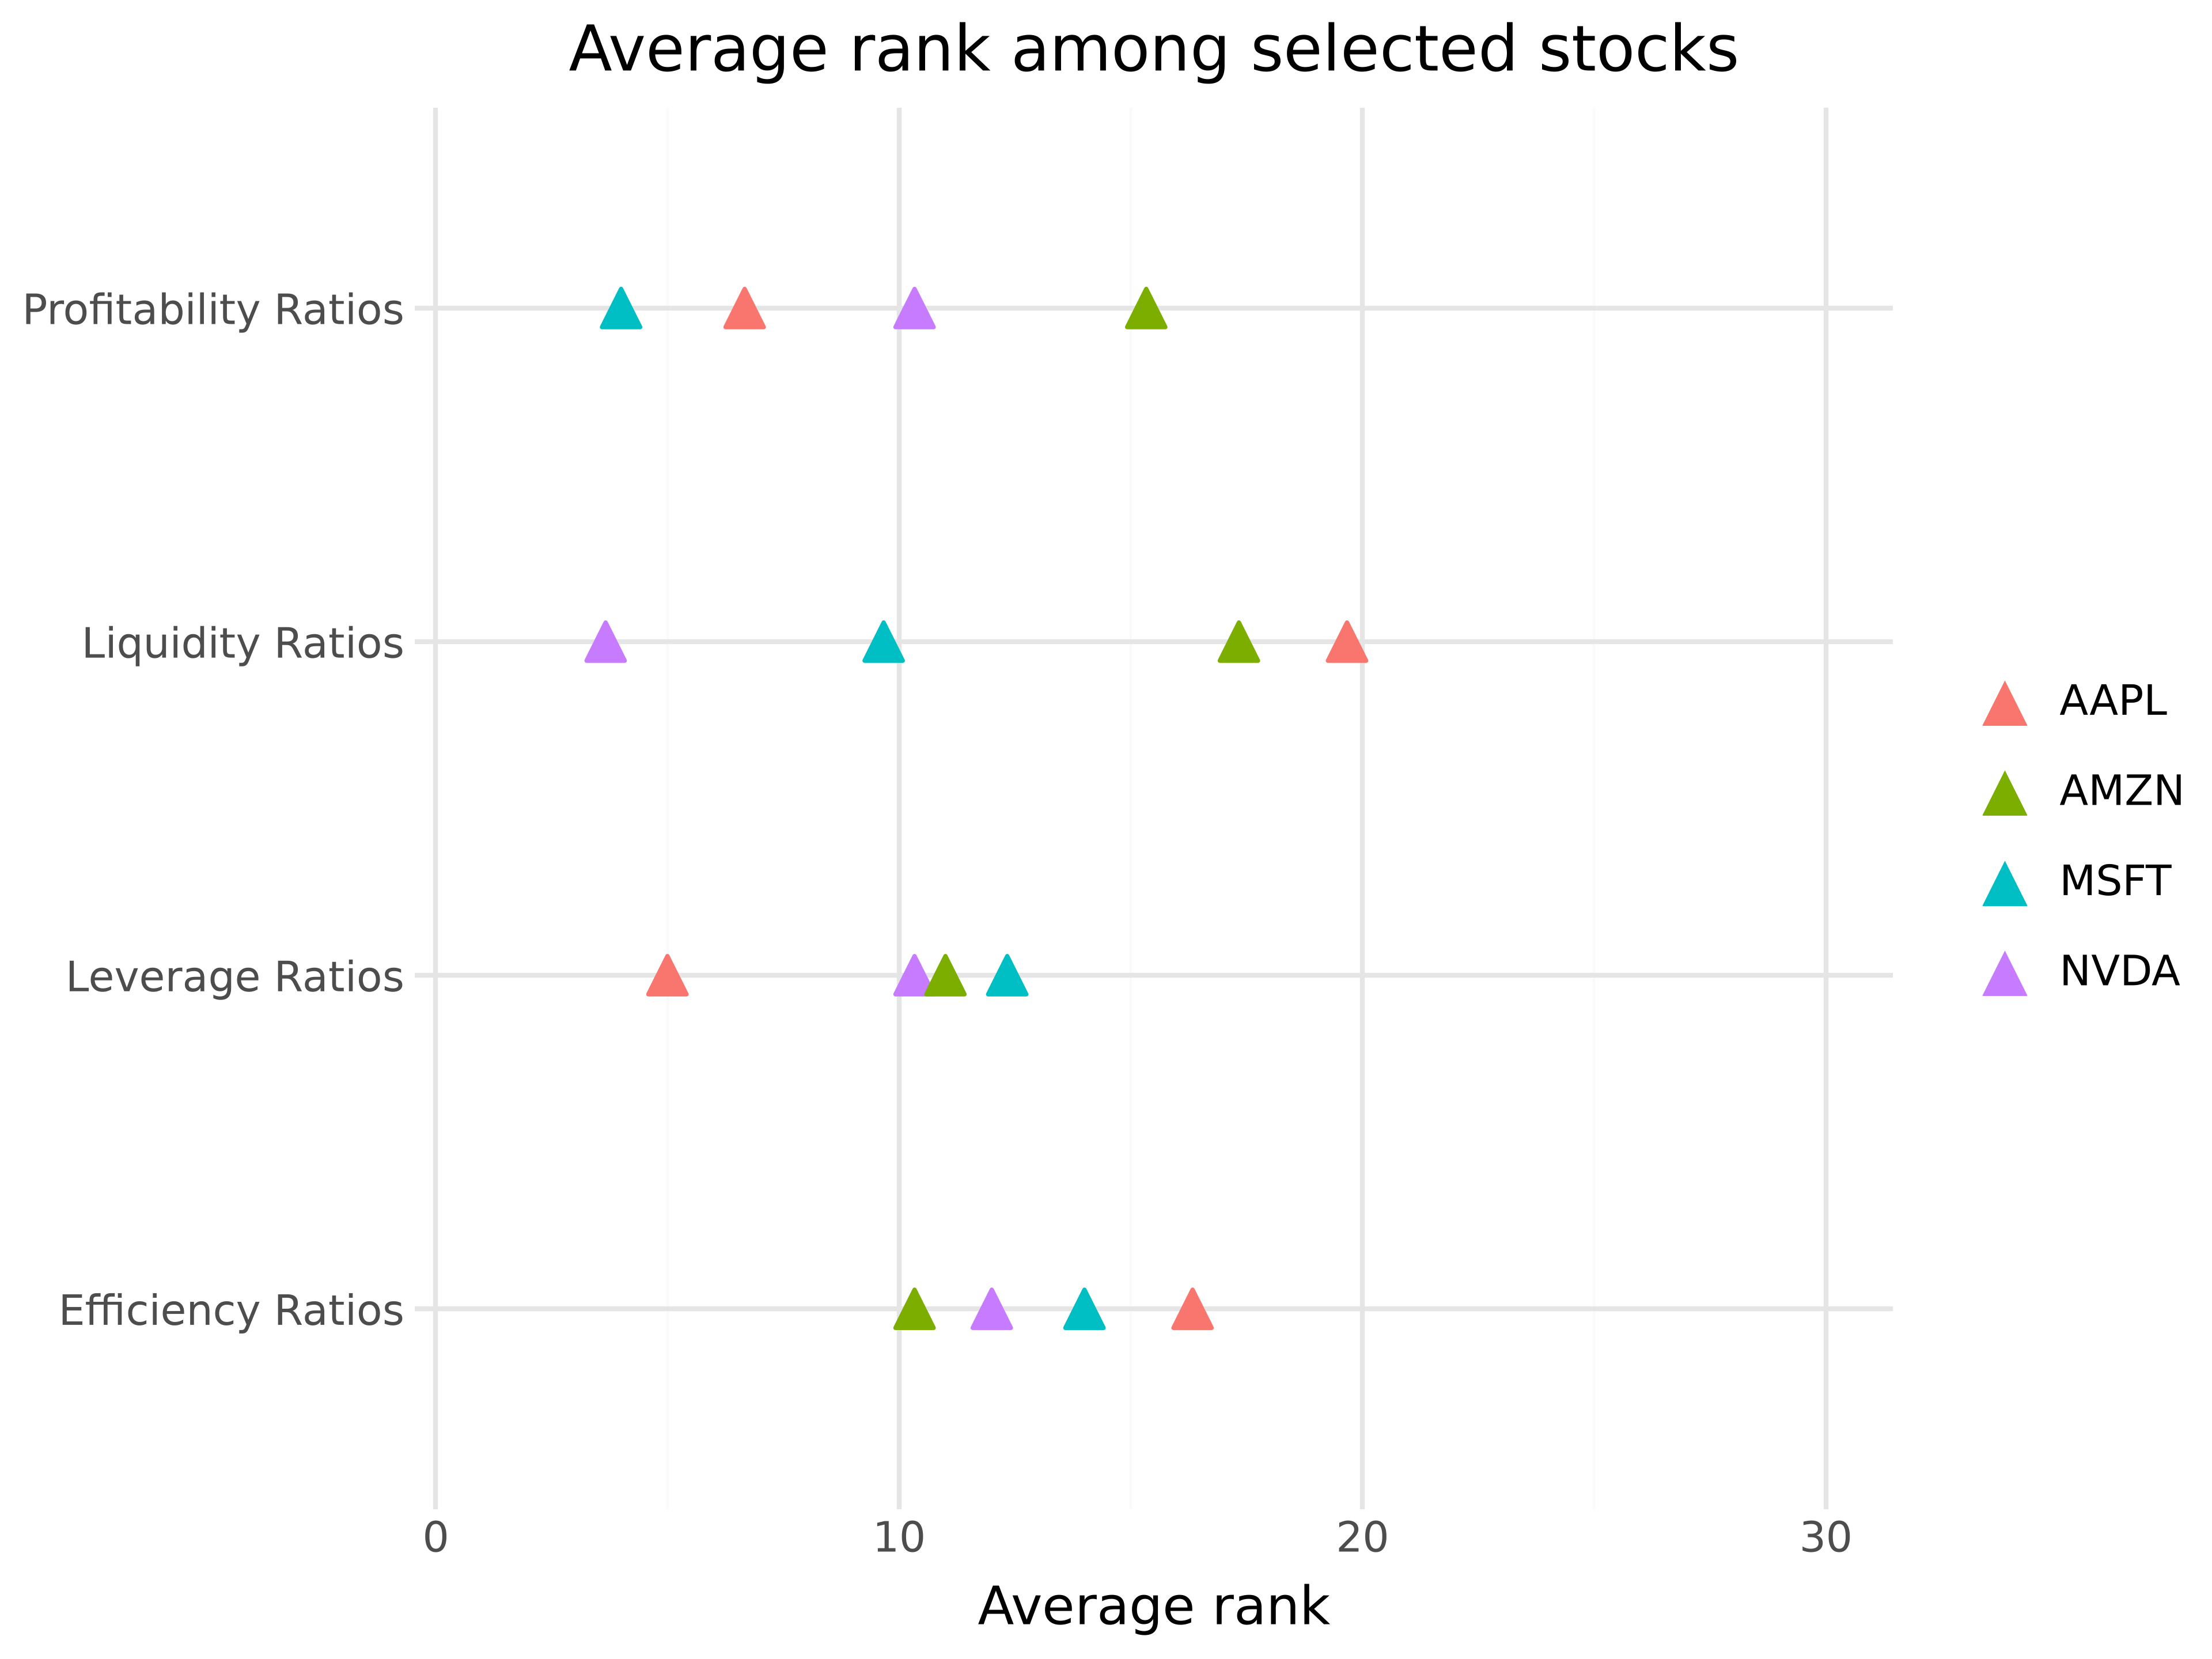 Average rank among selected stocks
Profitability Ratios
Liquidity Ratios
Leverage Ratios
Efficiency Ratios
0 10 20 30
Average rank
AAPL
AMZN
MSFT
NVDA